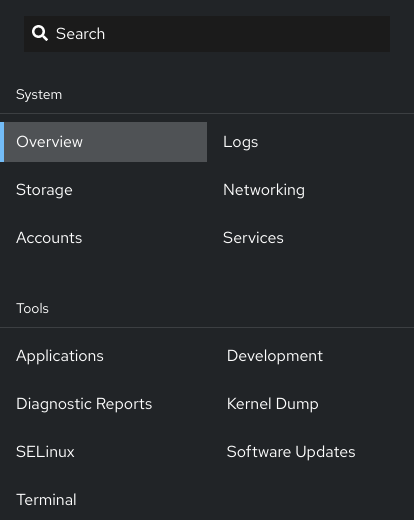 Search
System
Overview
Logs
Storage
Networking
Accounts
Services
Tools
Applications
Development
Diagnostic Reports
Kernel Dump
SELinux
Software Updates
Terminal